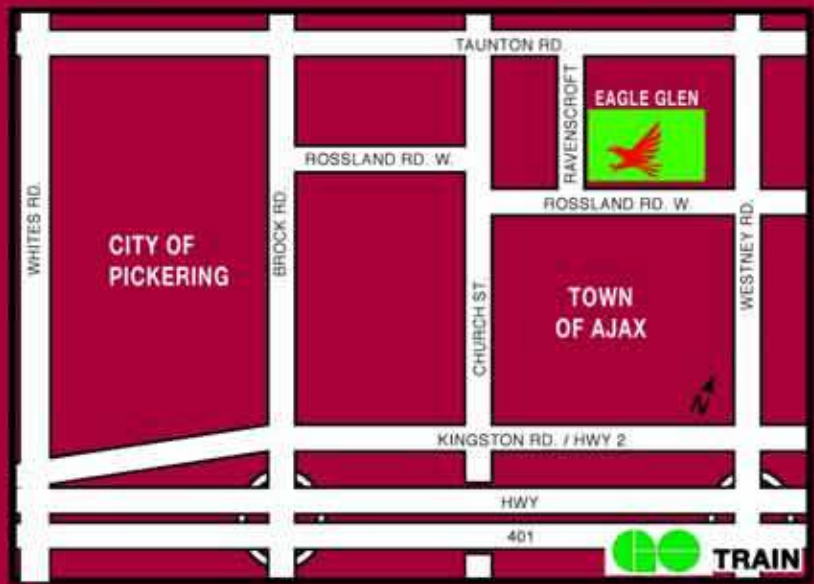 TAUNTON RD.
RAVENSCROFT
EAGLE GLEN
ROSSLAND RD. W.
ROSSLAND RD. W.
WHITES RD.
CITY OF
PICKERING
BROCK RD.
CHURCH ST.
TOWN
OF AJAX
WESTNEY RD.
N
KINGSTON RD. / HWY 2
HWY
401
GO TRAIN